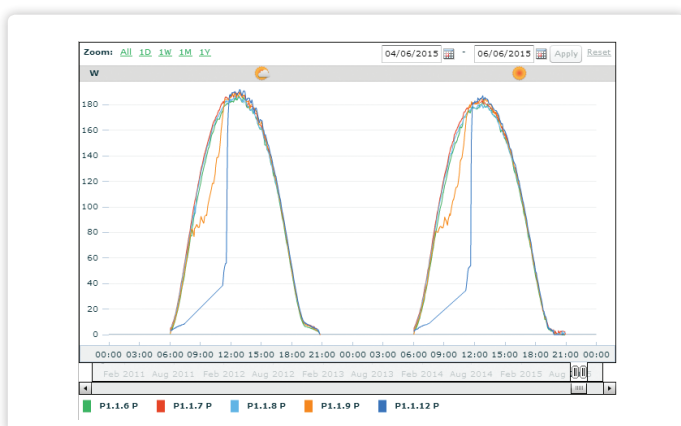 Zoom: All 1D 1W 1M 1Y 04/06/2015 - 06/06/2015 Apply Reset
W
180
160
140
120
100
80
60
40
20
0
00:00 03:00 06:00 09:00 12:00 15:00 18:00 21:00 00:00 03:00 06:00 09:00 12:00 15:00 18:00 21:00 00:00
Feb 2011 Aug 2011 Feb 2012 Aug 2012 Feb 2013 Aug 2013 Feb 2014 Aug 2014 Feb 2015 Aug 2015
P1.1.6 P P1.1.7 P P1.1.8 P P1.1.9 P P1.1.12 P